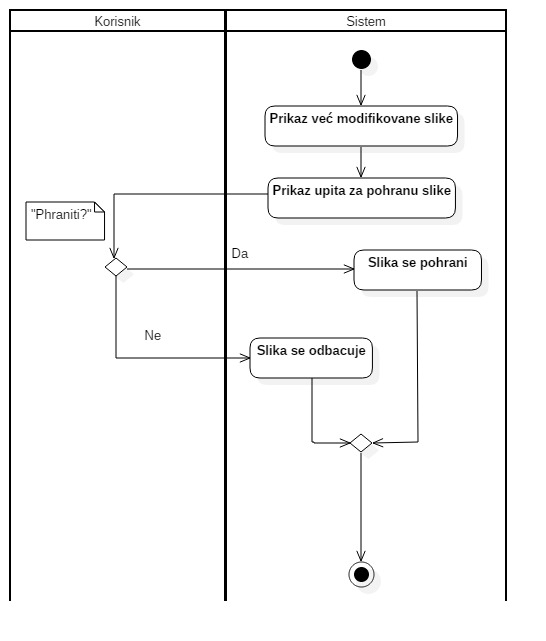 Korisnik
Sistem
Prikaz već modifikovane slike
Prikaz upita za pohranu slike
"Phraniti?"
Da
Slika se pohrani
Ne
Slika se odbacuje